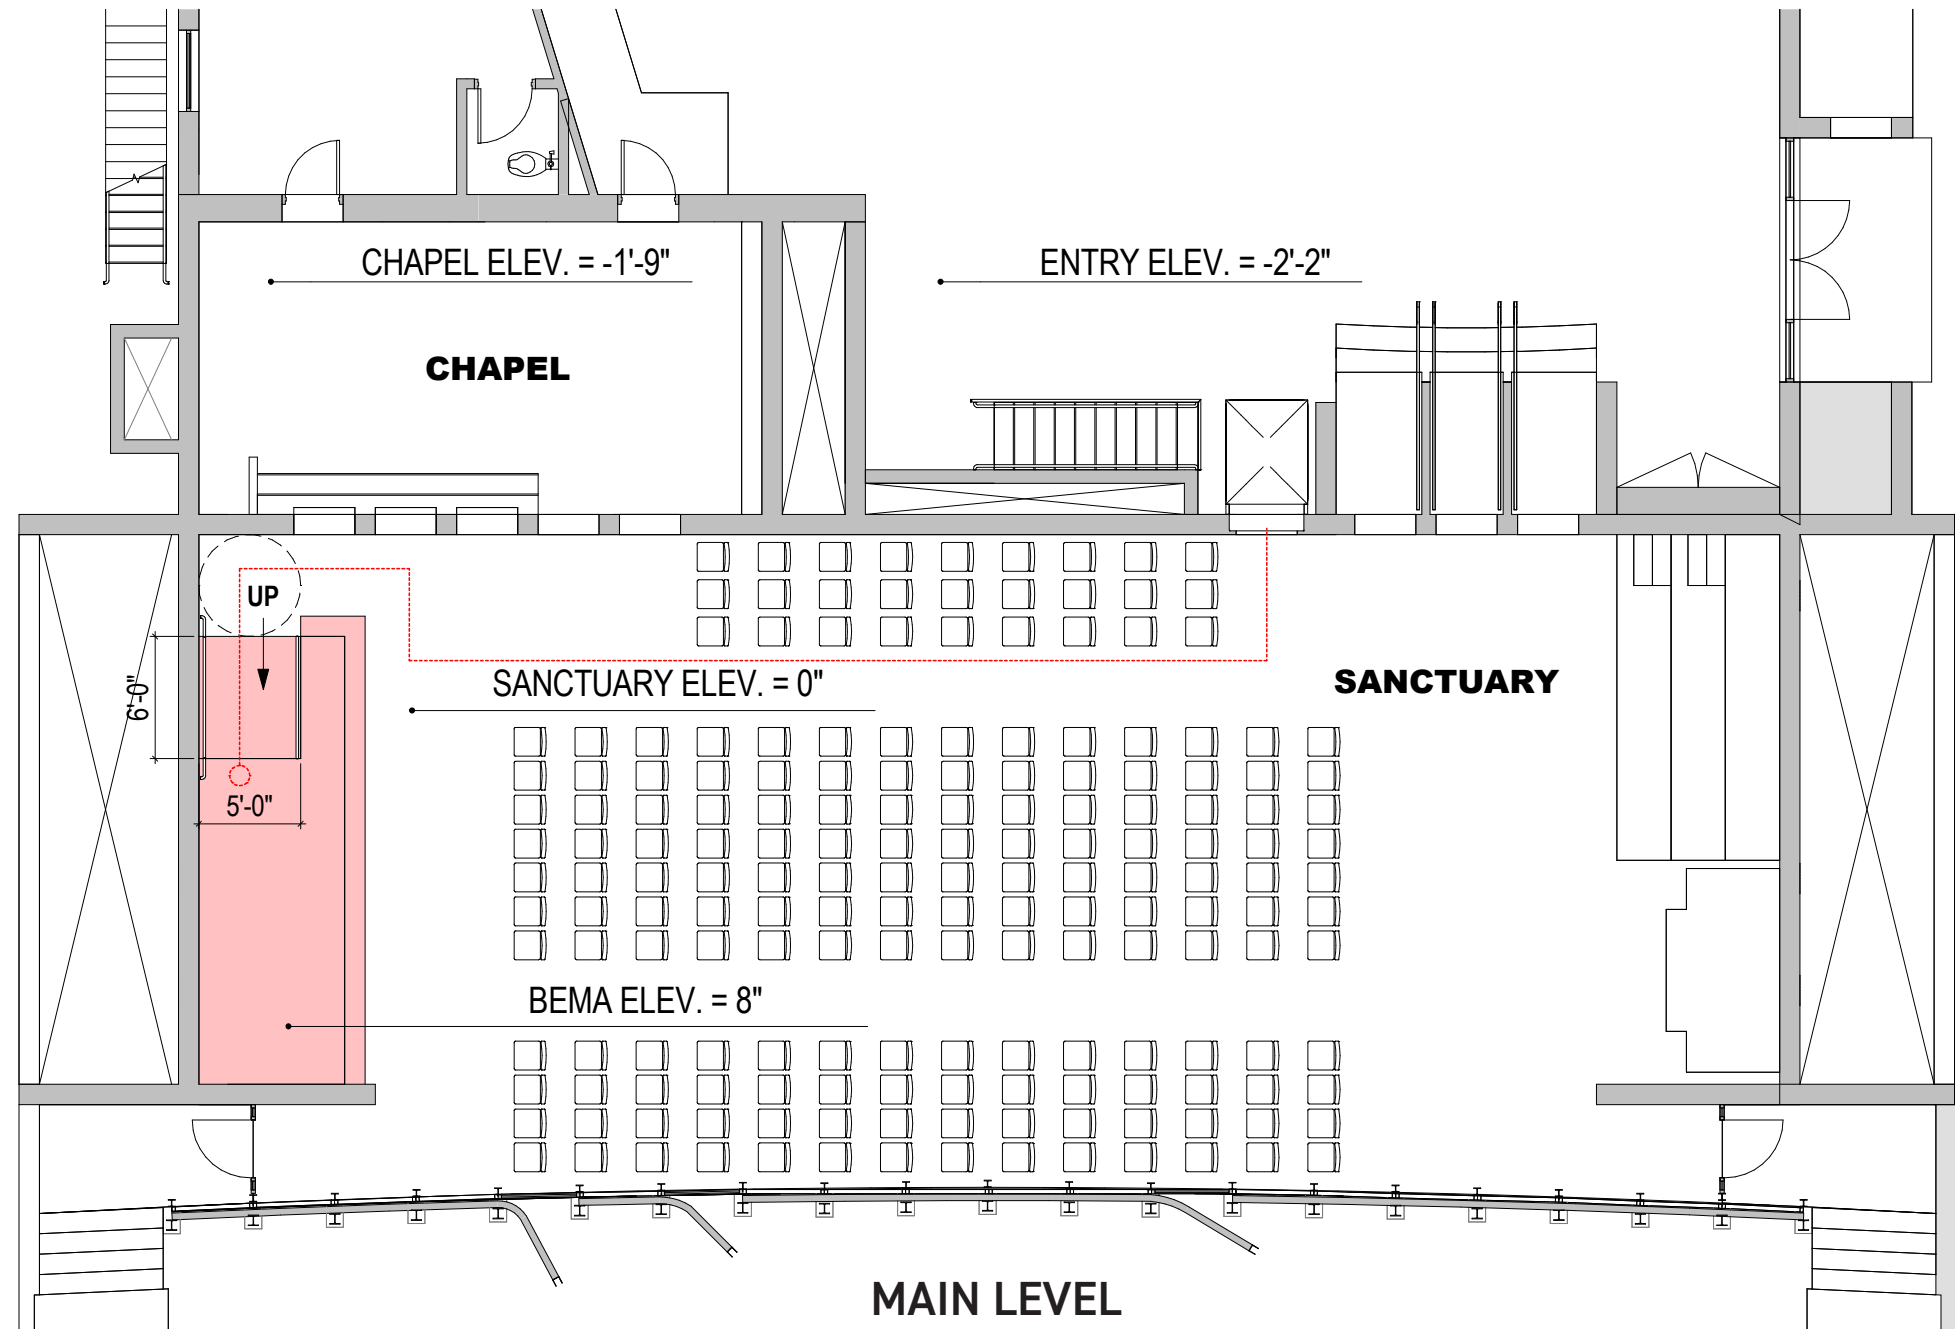 CHAPEL ELEV. = -1'-9"
ENTRY ELEV. = -2'-2"
CHAPEL
UP
SANCTUARY ELEV. = 0"
SANCTUARY
6'-0"
5'-0"
BEMA ELEV. = 8"
MAIN LEVEL